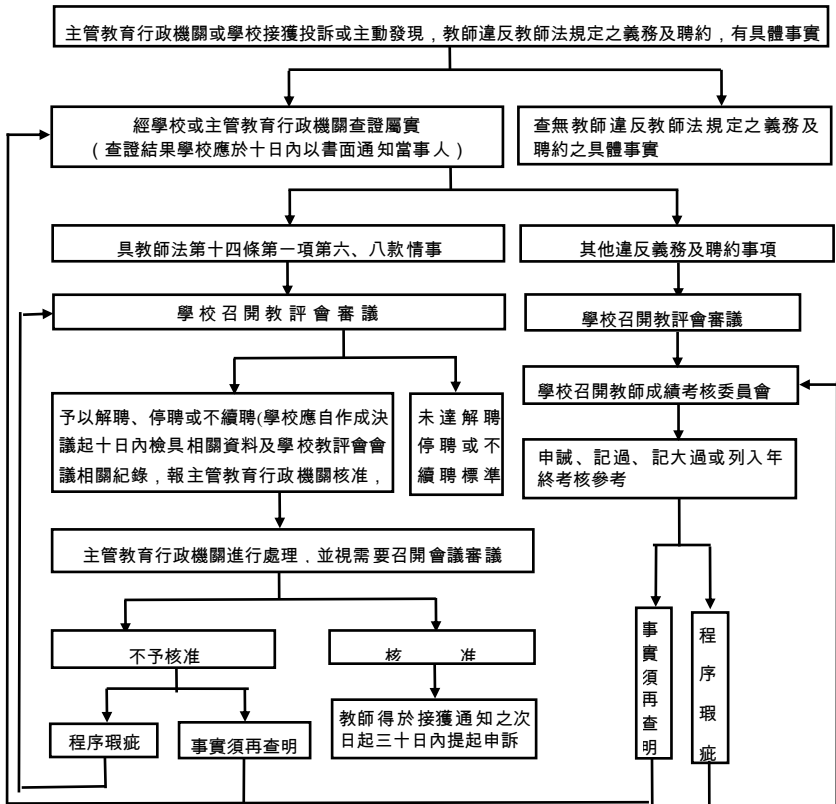 主管教育行政機關或學校接獲投訴或主動發現，教師違反教師法規定之義務及聘約，有具體事實
經學校或主管教育行政機關查證屬實
（查證結果學校應於十日內以書面通知當事人）
查無教師違反教師法規定之義務及
聘約之具體事實
具教師法第十四條第一項第六、八款情事
其他違反義務及聘約事項
學校召開教評會審議
學校召開教評會審議
學校召開教師成績考核委員會
予以解聘、停聘或不續聘(學校應自作成決
議起十日內檢具相關資料及學校教評會會
議相關紀錄，報主管教育行政機關核准，
未達解聘
停聘或不
續聘標準
申誡、記過、記大過或列入年
終考核參考
主管教育行政機關進行處理，並視需要召開會議審議
不予核准
核 准
事實須再查明
程序瑕疵
程序瑕疵
事實須再查明
教師得於接獲通知之次
日起三十日內提起申訴